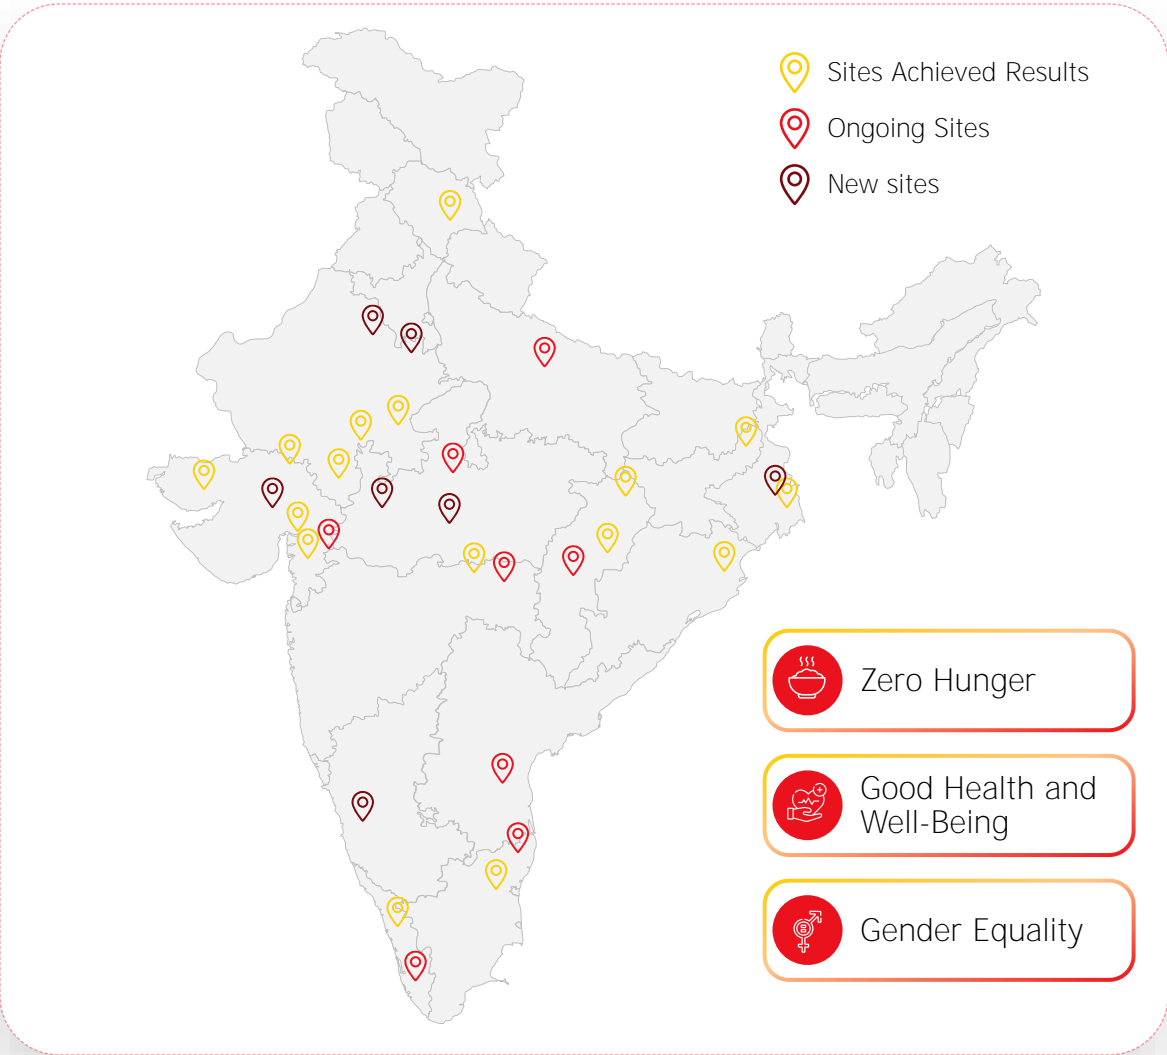 Sites Achieved Results
Ongoing Sites
New sites
Zero Hunger
Good Health and
Well-Being
Gender Equality